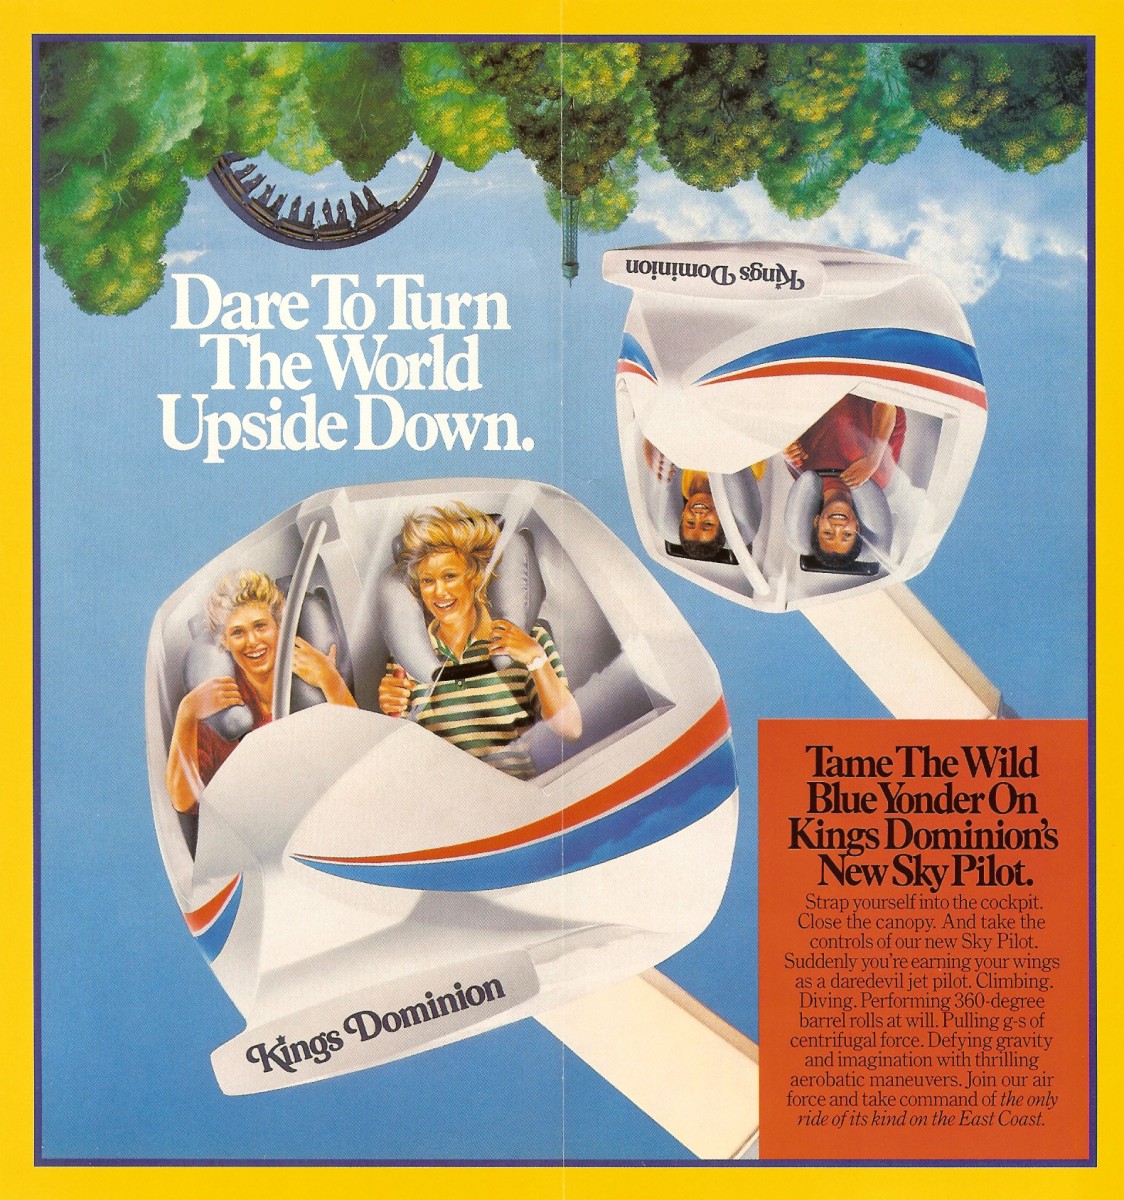 Dare To Turn
The World
Upside Down.
Kings Dominion
Kings Dominion
Tame The Wild
Blue Yonder On
Kings Dominion's
New Sky Pilot.
Strap yourself into the cockpit.
Close the canopy. And take the
controls of our new Sky Pilot.
Suddenly you're earning your wings
as a daredevil jet pilot. Climbing.
Diving. Performing 360-degree
barrel rolls at will. Pulling g-s of
centrifugal force. Defying gravity
and imagination with thrilling
aerobatic maneuvers. Join our air
force and take command of the only
ride of its kind on the East Coast.